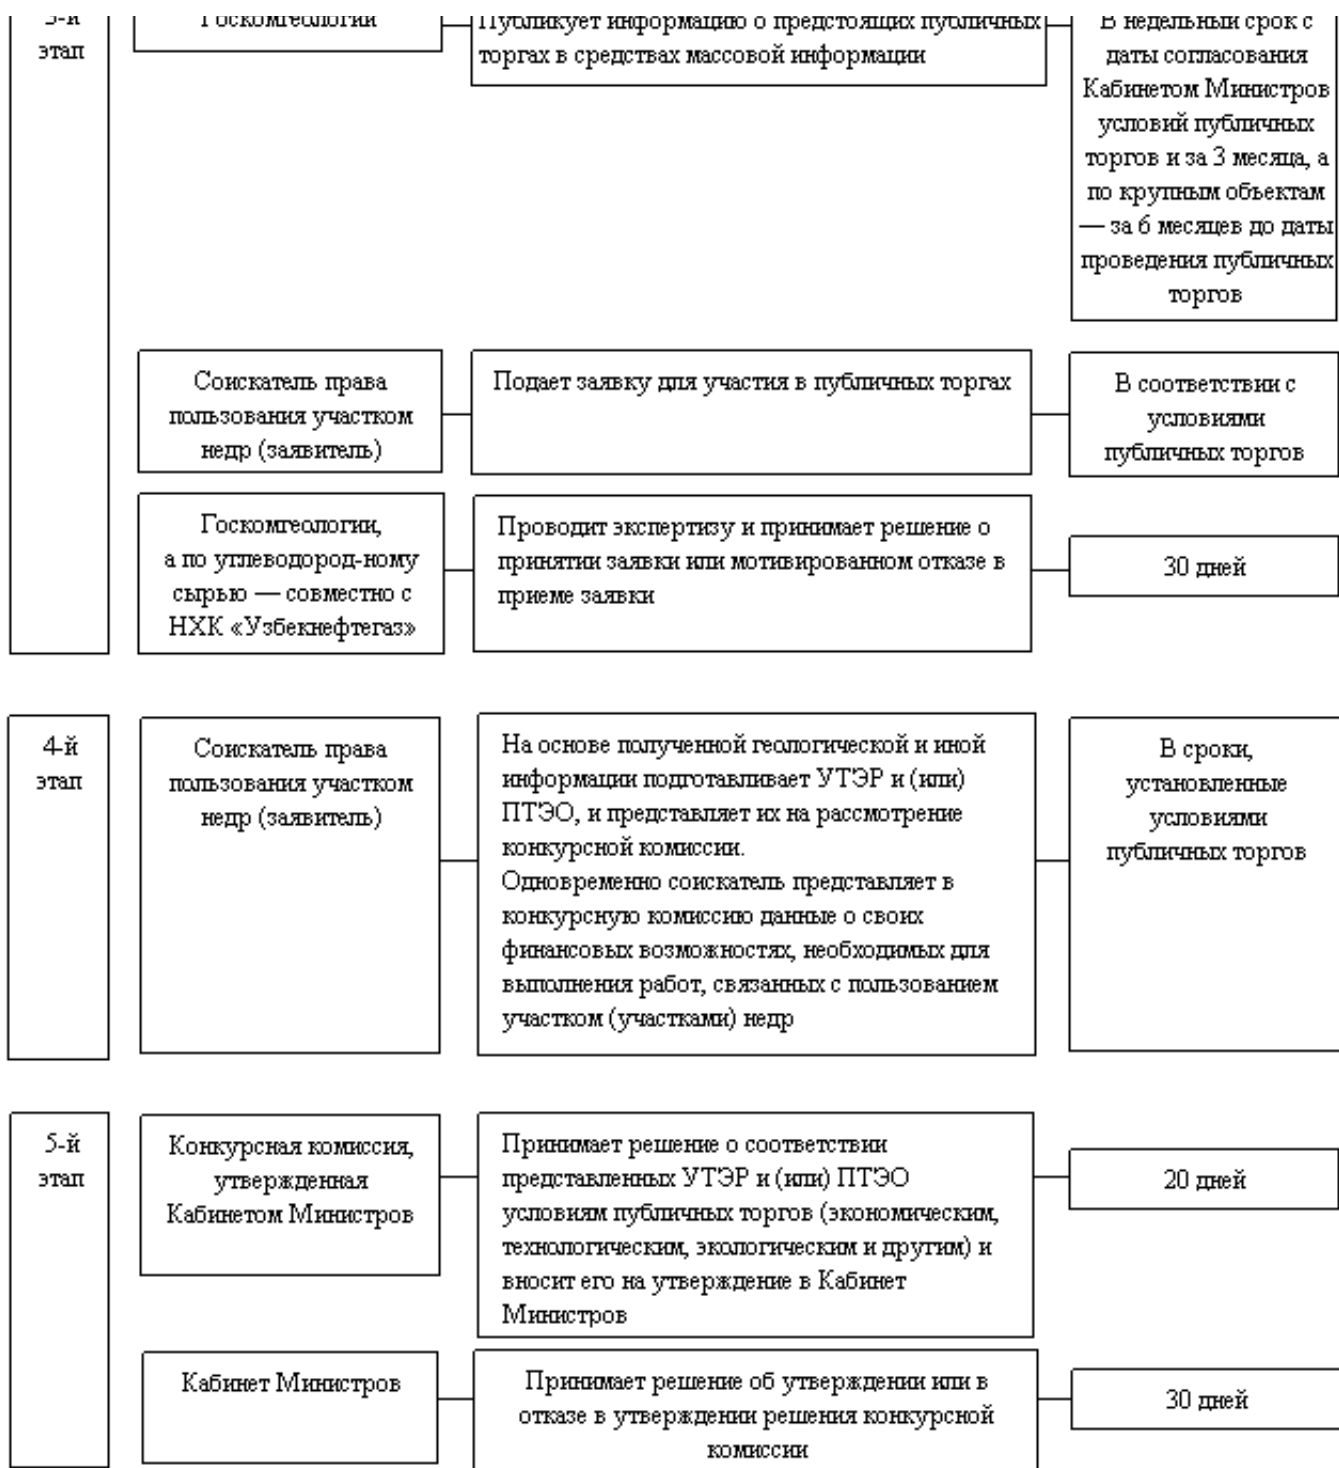 3-й
этап
Госкомгеологии
Публикует информацию о предстоящих публичных
торгах в средствах массовой информации
В недельный срок с
даты согласования
Кабинетом Министров
условий публичных
торгов и за 3 месяца, а
по крупным объектам
— за 6 месяцев до даты
проведения публичных
торгов
Соискатель права
пользования участком
недр (заявитель)
Подает заявку для участия в публичных торгах
В соответствии с
условиями
публичных торгов
Госкомгеологии,
а по углеводород-ному
сырью — совместно с
НХК «Узбекнефтегаз»
Проводит экспертизу и принимает решение о
принятии заявки или мотивированном отказе в
приеме заявки
30 дней
4-й
этап
Соискатель права
пользования участком
недр (заявитель)
На основе полученной геологической и иной
информации подготавливает УТЭР и (или)
ПТЭО, и представляет их на рассмотрение
конкурсной комиссии.
Одновременно соискатель представляет в
конкурсную комиссию данные о своих
финансовых возможностях, необходимых для
выполнения работ, связанных с пользованием
участком (участками) недр
В сроки,
установленные
условиями
публичных торгов
5-й
этап
Конкурсная комиссия,
утвержденная
Кабинетом Министров
Принимает решение о соответствии
представленных УТЭР и (или) ПТЭО
условиям публичных торгов (экономическим,
технологическим, экологическим и другим) и
вносит его на утверждение в Кабинет
Министров
20 дней
Кабинет Министров
Принимает решение об утверждении или в
отказе в утверждении решения конкурсной
комиссии
30 дней